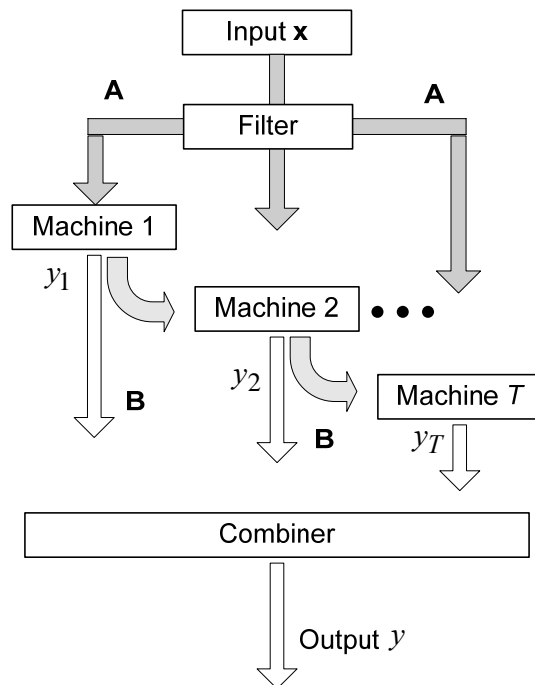 Input x
A
A
Filter
Machine 1
y1
Machine 2 • • •
B
y2
B
Machine T
yT
Combiner
Output y